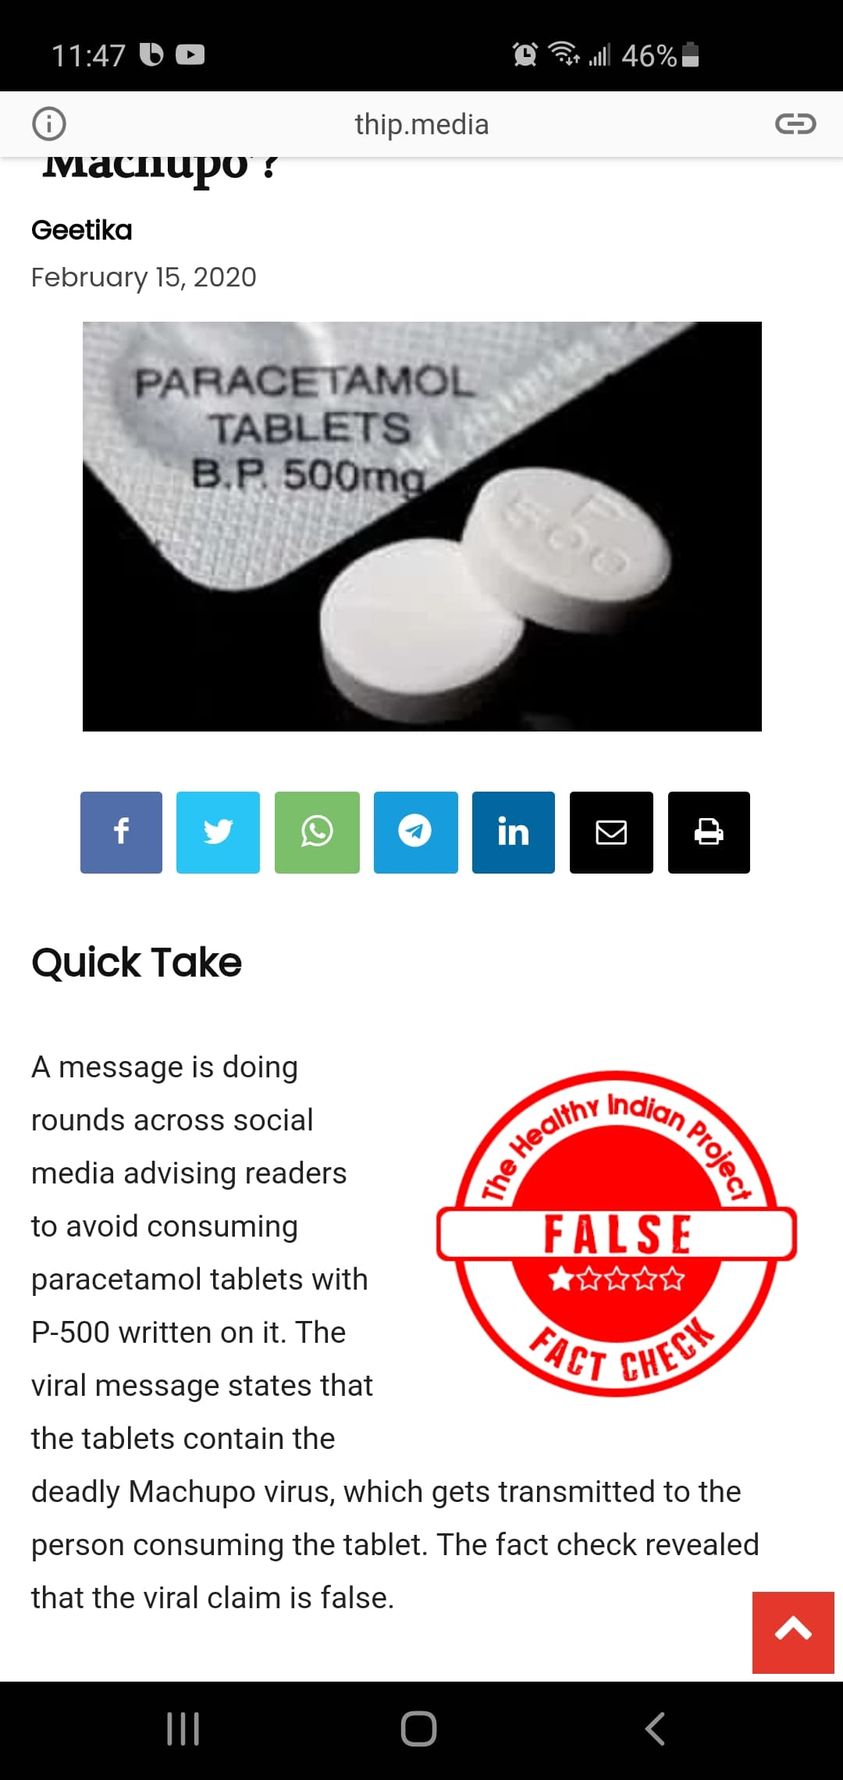 11:47
46%
thip.media
'Machupo'?
Geetika
February 15, 2020
PARACETAMOL
TABLETS
B.P. 500mg
P
500
f
in
Quick Take
A message is doing
rounds across social
media advising readers
to avoid consuming
paracetamol tablets with
P-500 written on it. The
viral message states that
the tablets contain the
deadly Machupo virus, which gets transmitted to the
person consuming the tablet. The fact check revealed
that the viral claim is false.
The Healthy Indian Project
FALSE
FACT CHECK